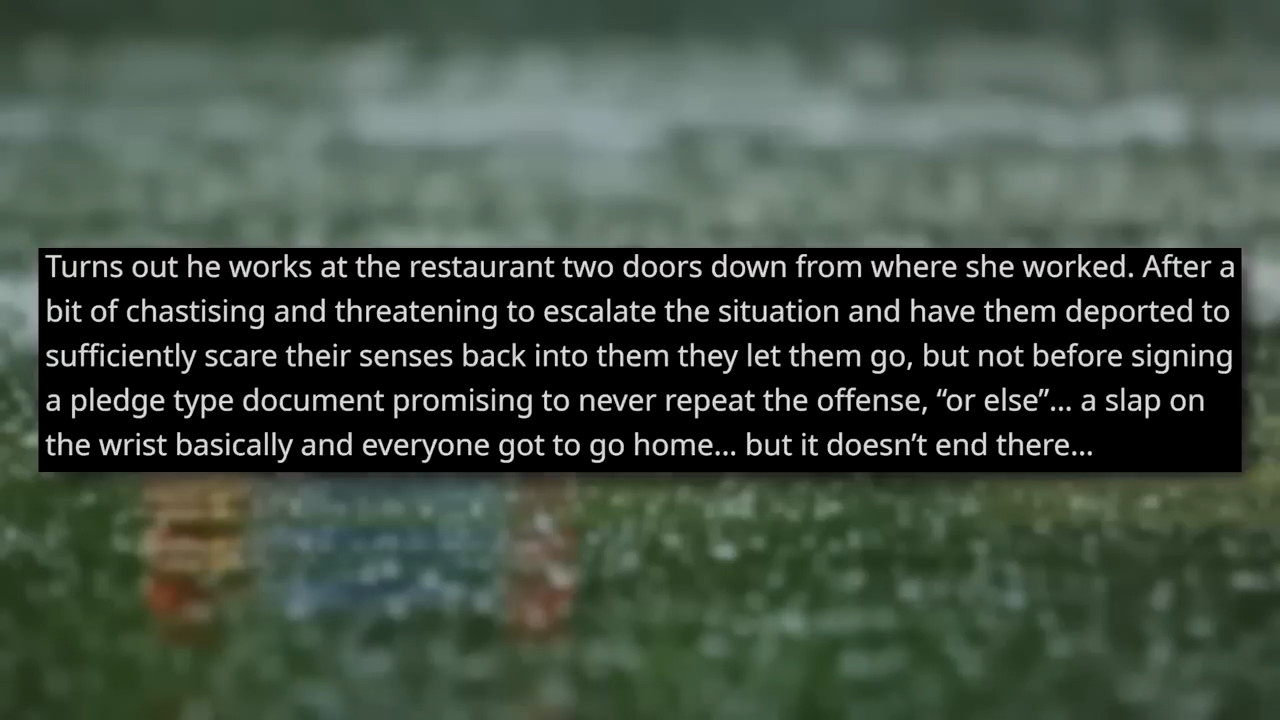 Turns out he works at the restaurant two doors down from where she worked. After a
bit of chastising and threatening to escalate the situation and have them deported to
sufficiently scare their senses back into them they let them go, but not before signing
a pledge type document promising to never repeat the offense, “or else”... a slap on
the wrist basically and everyone got to go home... but it doesn’t end there...